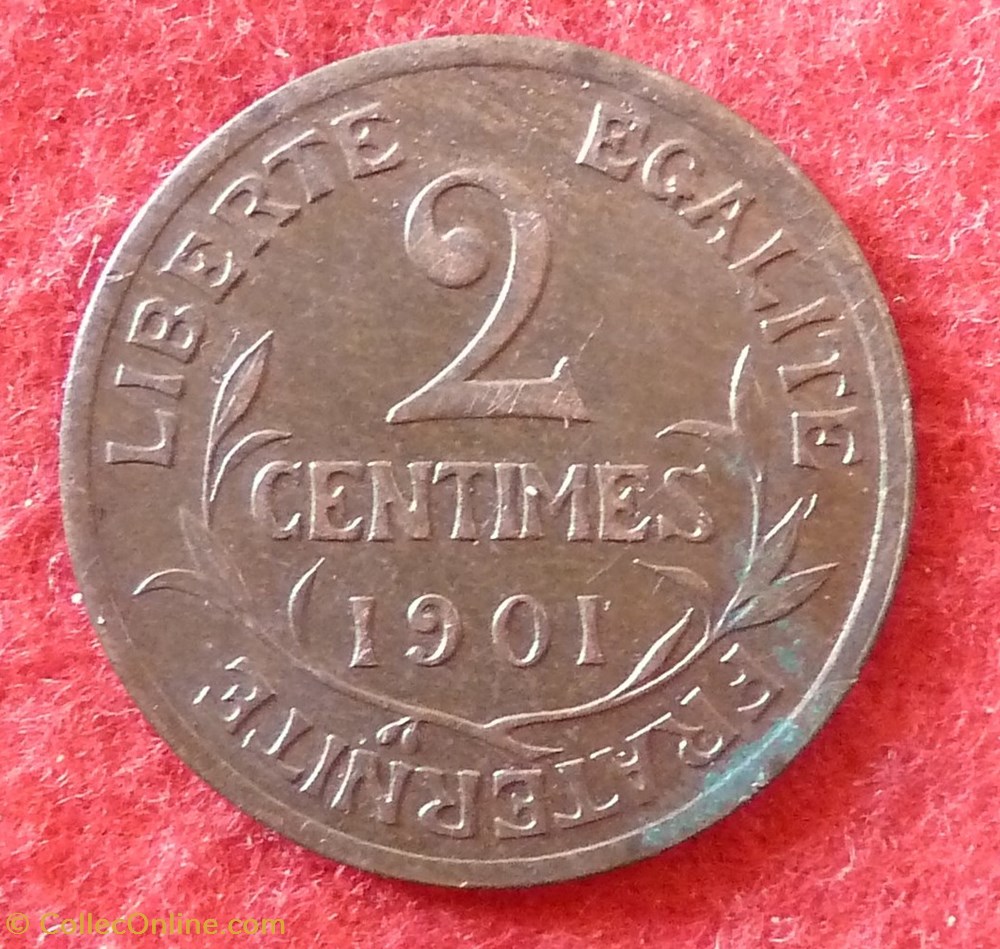 LIBERTE EGALITE
2
CENTIMES
1901
FRATERNITE
© CollecOnline.com